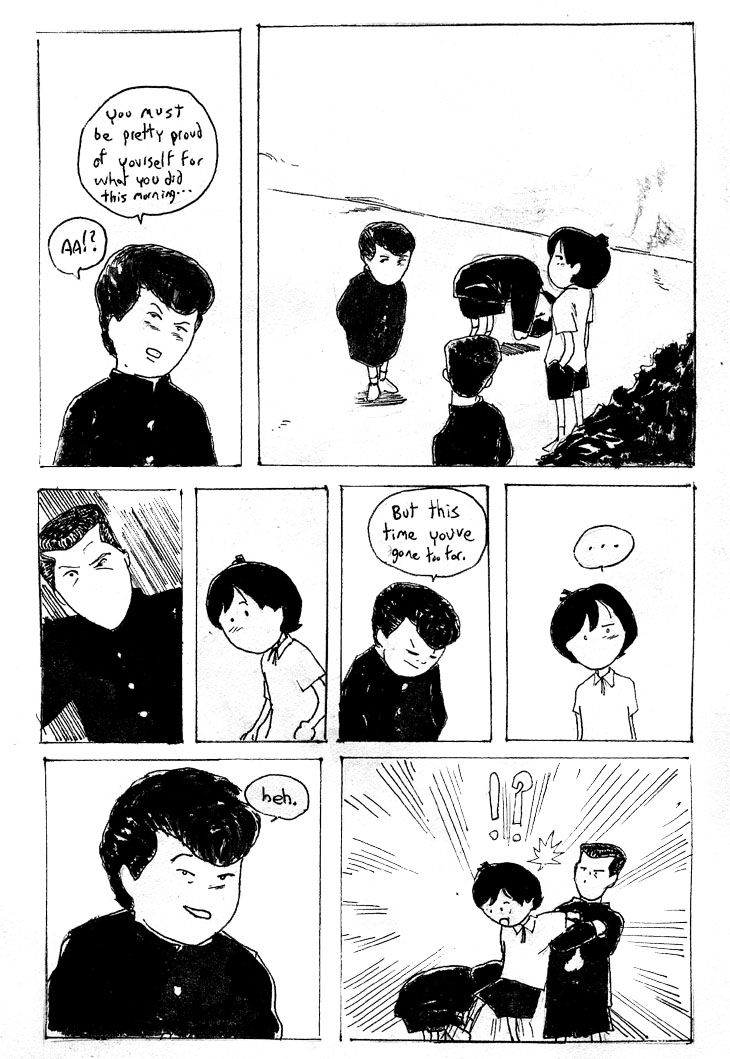 You must
be pretty proud
of yourself for
what you did
this morning...
AA!?
But this
time youve
gone too far.
...
heh.
!?